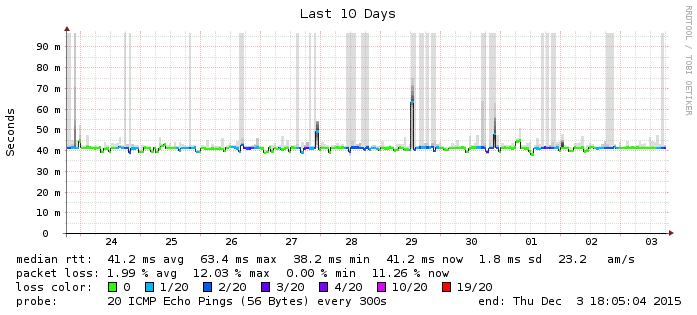 Last 10 Days
RRDTOOL / TOBI OETIKER
Seconds
90 m
80 m
70 m
60 m
50 m
40 m
30 m
20 m
10 m
0
24 25 26 27 28 29 30 01 02 03
median rtt: 41.2 ms avg 63.4 ms max 38.2 ms min 41.2 ms now 1.8 ms sd 23.2 am/s
packet loss: 1.99 % avg 12.03 % max 0.00 % min 11.26 % now
loss color: 0 1/20 2/20 3/20 4/20 10/20 19/20
probe: 20 ICMP Echo Pings (56 Bytes) every 300s end: Thu Dec 3 18:05:04 2015